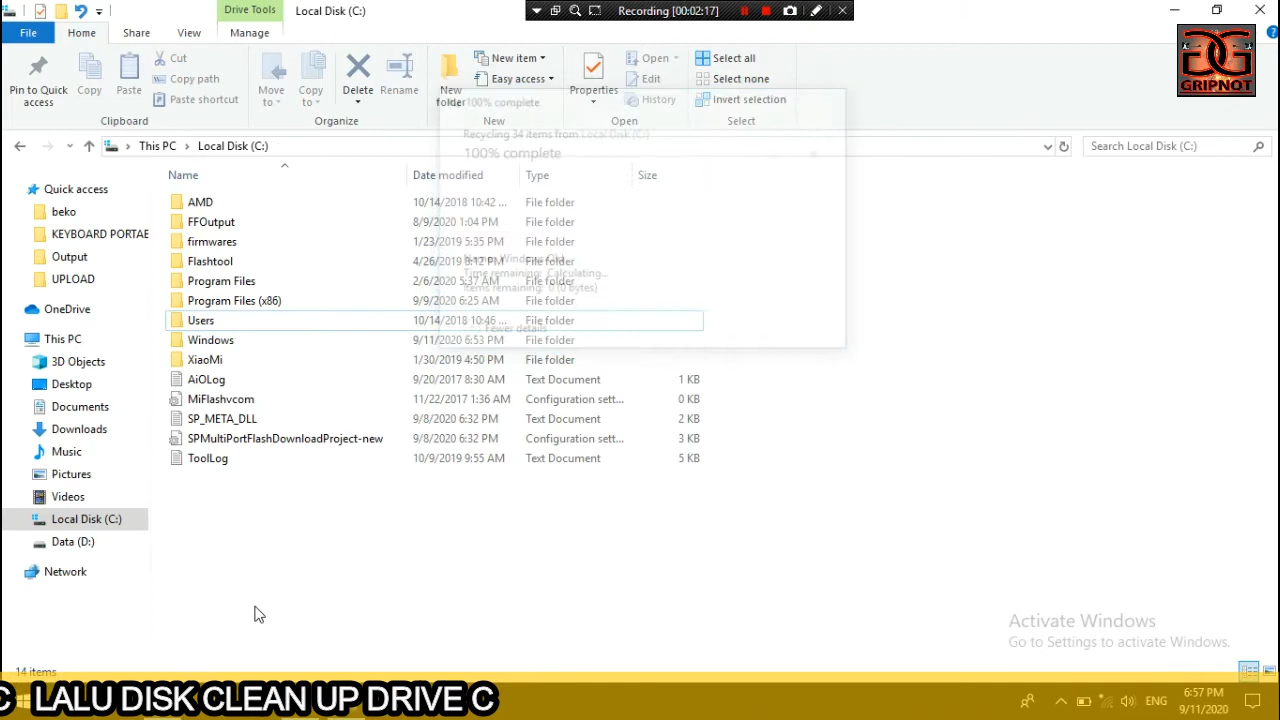 Drive Tools
Local Disk (C:)
Recording [00:02:17]
File
Home
Share
View
Manage
Pin to Quick access
Copy
Paste
Cut
Copy path
Paste shortcut
Clipboard
Move to
Copy to
Delete
Rename
Organize
New folder
New item
Easy access
New
Properties
Open
Edit
History
Open
Select all
Select none
Invert selection
Select
GRIPNOT
This PC
Local Disk (C:)
Search Local Disk (C:)
100% complete
Recycling 34 items from Local Disk (C:)
100% complete
Time remaining: Calculating...
Items remaining: 0 (0 bytes)
Fewer details
Quick access
beko
KEYBOARD PORTAE
Output
UPLOAD
OneDrive
This PC
3D Objects
Desktop
Documents
Downloads
Music
Pictures
Videos
Local Disk (C:)
Data (D:)
Network
Name Date modified Type Size
AMD 10/14/2018 10:42 ... File folder
FFOutput 8/9/2020 1:04 PM File folder
firmwares 1/23/2019 5:35 PM File folder
Flashtool 4/26/2019 8:12 PM File folder
Program Files 2/6/2020 5:37 AM File folder
Program Files (x86) 9/9/2020 6:25 AM File folder
Users 10/14/2018 10:46 ... File folder
Windows 9/11/2020 6:53 PM File folder
XiaoMi 1/30/2019 4:50 PM File folder
AiOLog 9/20/2017 8:30 AM Text Document 1 KB
MiFlashvcom 11/22/2017 1:36 AM Configuration sett... 0 KB
SP_META_DLL 9/8/2020 6:32 PM Text Document 2 KB
SPMultiPortFlashDownloadProject-new 9/8/2020 6:32 PM Configuration sett... 3 KB
ToolLog 10/9/2019 9:55 AM Text Document 5 KB
Activate Windows
Go to Settings to activate Windows.
14 items
C LALU DISK CLEAN UP DRIVE C
ENG
6:57 PM
9/11/2020